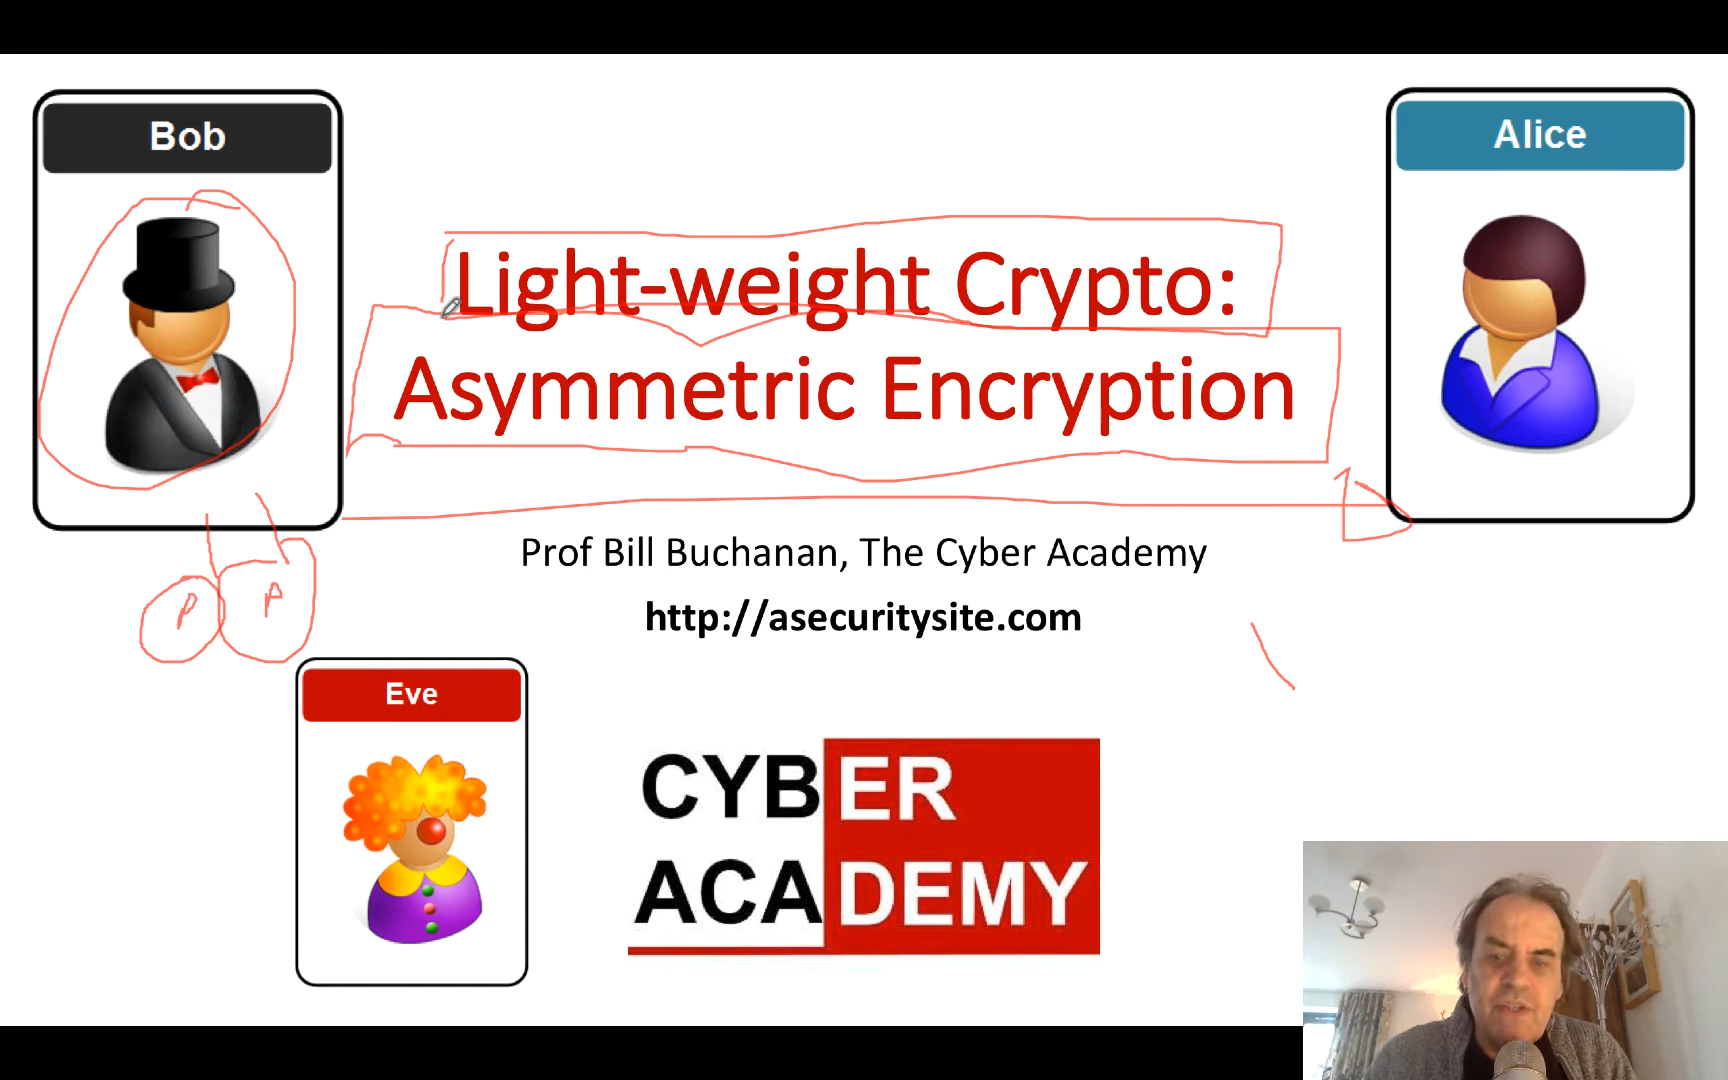 Bob
Alice
Light-weight Crypto:
Asymmetric Encryption
Prof Bill Buchanan, The Cyber Academy
http://asecuritysite.com
P P
Eve
CYBER
ACADEMY